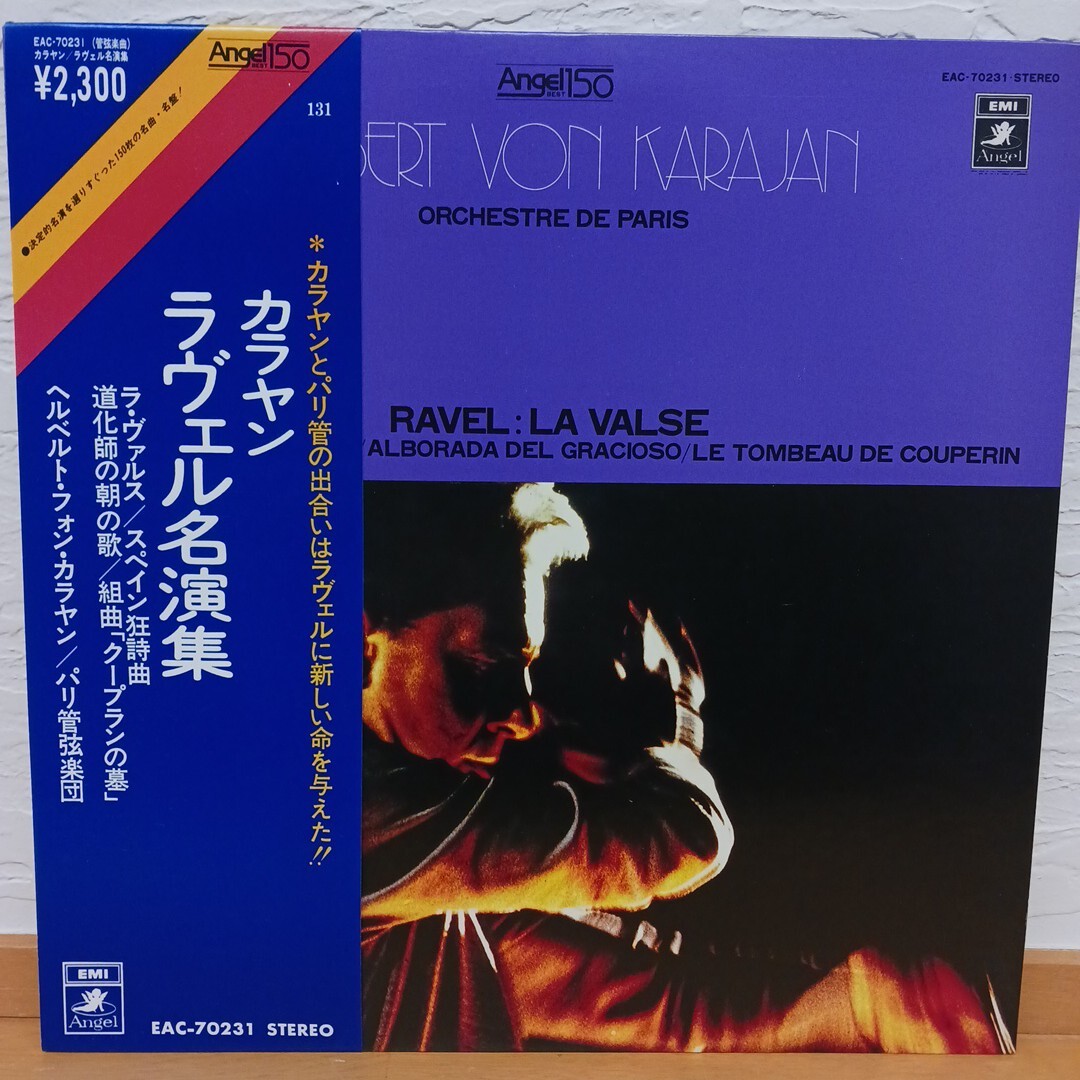 EAC-70231 (管弦楽曲)
カラヤン/ラヴェル名演集
¥2,300
Angel 150
BEST
131
●決定的名演を選りすぐった150枚の名曲・名盤!
*カラヤンとパリ管の出合いはラヴェルに新しい命を与えた!!
カラヤン
ラヴェル名演集
ラ・ヴァルス/スペイン狂詩曲
道化師の朝の歌/組曲「クープランの墓」
ヘルベルト・フォン・カラヤン/パリ管弦楽団
EMI
Angel
EAC-70231 STEREO
Angel 150
BEST
EAC-70231·STEREO
EMI
Angel
BERT VON KARAJAN
ORCHESTRE DE PARIS
RAVEL: LA VALSE
/ALBORADA DEL GRACIOSO/LE TOMBEAU DE COUPERIN